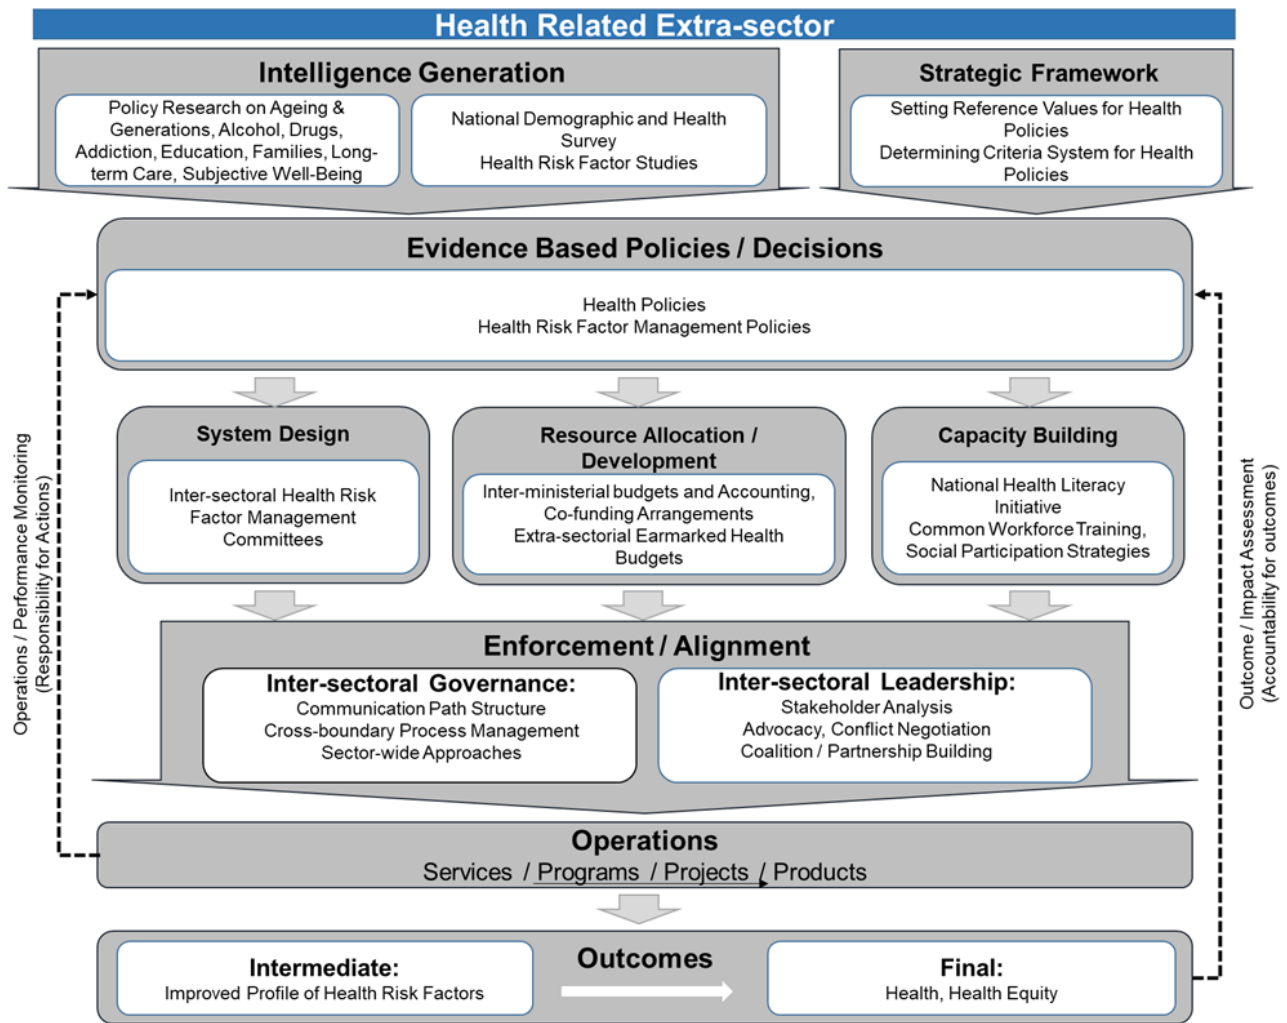 Health Related Extra-sector
Intelligence Generation
Policy Research on Ageing &
Generations, Alcohol, Drugs,
Addiction, Education, Families, Long-
term Care, Subjective Well-Being
National Demographic and Health
Survey
Health Risk Factor Studies
Strategic Framework
Setting Reference Values for Health
Policies
Determining Criteria System for Health
Policies
Evidence Based Policies / Decisions
Health Policies
Health Risk Factor Management Policies
System Design
Inter-sectoral Health Risk
Factor Management
Committees
Resource Allocation /
Development
Inter-ministerial budgets and Accounting,
Co-funding Arrangements
Extra-sectorial Earmarked Health
Budgets
Capacity Building
National Health Literacy
Initiative
Common Workforce Training,
Social Participation Strategies
Operations / Performance Monitoring
(Responsibility for Actions)
Outcome / Impact Assessment
(Accountability for outcomes)
Enforcement / Alignment
Inter-sectoral Governance:
Communication Path Structure
Cross-boundary Process Management
Sector-wide Approaches
Inter-sectoral Leadership:
Stakeholder Analysis
Advocacy, Conflict Negotiation
Coalition / Partnership Building
Operations
Services / Programs / Projects / Products
Outcomes
Intermediate:
Improved Profile of Health Risk Factors
Final:
Health, Health Equity